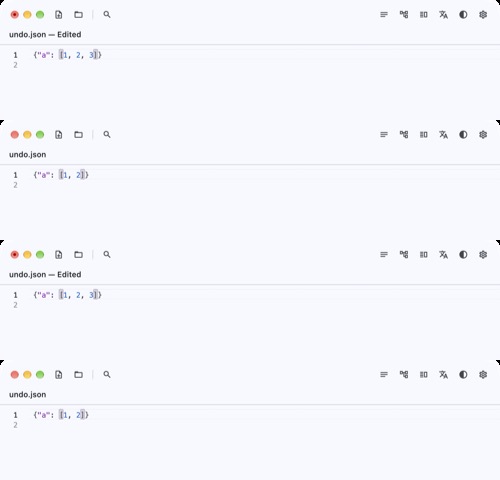 undo.json — Edited
1 {"a": [1, 2, 3]}
2
undo.json
1 {"a": [1, 2]}
2
undo.json — Edited
1 {"a": [1, 2, 3]}
2
undo.json
1 {"a": [1, 2]}
2